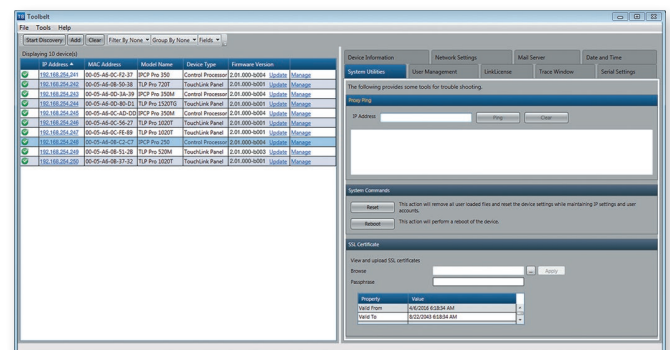 TB Toolbelt
File Tools Help
Start Discovery Add Clear Filter By None Group By None Fields
Displaying 10 device(s)
IP Address MAC Address Model Name Device Type Firmware Version
192.168.254.241 00-05-A6-0C-F2-37 IPCP Pro 350 Control Processor 2.01.000-b004 Update Manage
192.168.254.242 00-05-A6-0B-50-38 TLP Pro 720T TouchLink Panel 2.01.000-b001 Update Manage
192.168.254.243 00-05-A6-0D-3A-39 IPCP Pro 350M Control Processor 2.01.000-b004 Update Manage
192.168.254.244 00-05-A6-0D-80-D1 TLP Pro 1520TG TouchLink Panel 2.01.000-b001 Update Manage
192.168.254.245 00-05-A6-0C-AD-DD IPCP Pro 350M Control Processor 2.01.000-b004 Update Manage
192.168.254.246 00-05-A6-0C-56-27 TLP Pro 1020T TouchLink Panel 2.01.000-b001 Update Manage
192.168.254.247 00-05-A6-0C-FE-89 TLP Pro 1020T TouchLink Panel 2.01.000-b001 Update Manage
192.168.254.248 00-05-A6-0B-C2-C7 IPCP Pro 250 Control Processor 2.01.000-b004 Update Manage
192.168.254.249 00-05-A6-0B-51-28 TLP Pro 520M TouchLink Panel 2.01.000-b003 Update Manage
192.168.254.250 00-05-A6-0B-37-32 TLP Pro 1020T TouchLink Panel 2.01.000-b001 Update Manage
Device Information Network Settings Mail Server Date and Time
System Utilities User Management LinkLicense Trace Window Serial Settings
The following provides some tools for trouble shooting.
Proxy Ping
IP Address Ping Clear
System Commands
Reset This action will remove all user loaded files and reset the device settings while maintaining IP settings and user
accounts.
Reboot This action will perform a reboot of the device.
SSL Certificate
View and upload SSL certificates
Browse ... Apply
Passphrase
Property Value
Valid From 4/6/2016 6:18:34 AM
Valid To 8/22/2043 6:18:34 AM